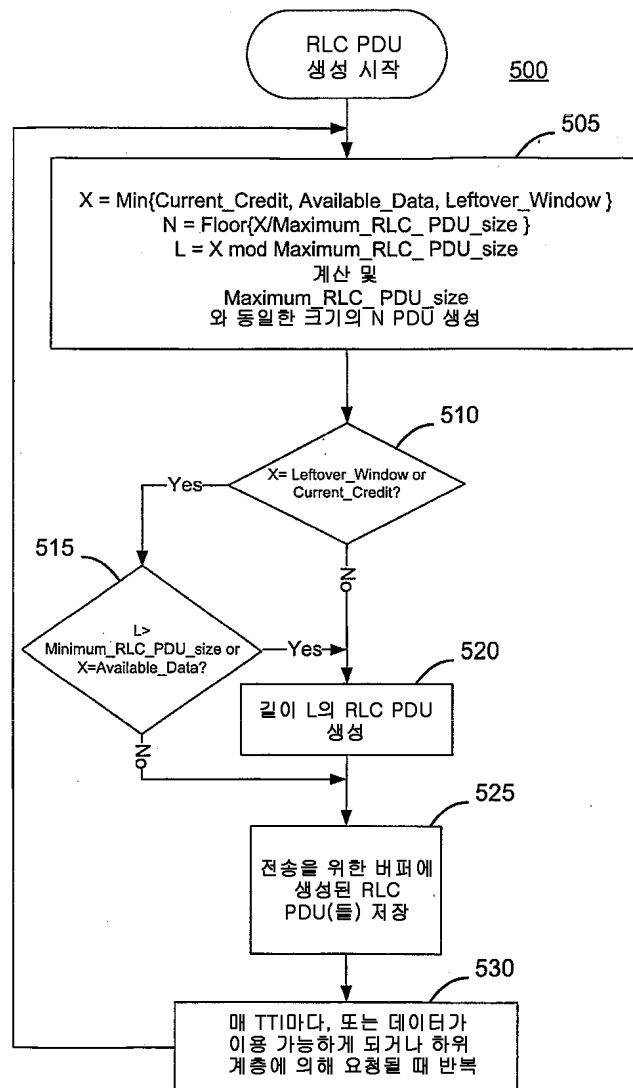 RLC PDU
생성 시작
500
505
X = Min{Current_Credit, Available_Data, Leftover_Window }
N = Floor{X/Maximum_RLC_ PDU_size }
L = X mod Maximum_RLC_ PDU_size
계산 및
Maximum_RLC_ PDU_size
와 동일한 크기의 N PDU 생성
510
X= Leftover_Window or
Current_Credit?
Yes
No
515
L>
Minimum_RLC_PDU_size or
X=Available_Data?
Yes
No
520
길이 L의 RLC PDU
생성
525
전송을 위한 버퍼에
생성된 RLC
PDU(들) 저장
530
매 TTI마다, 또는 데이터가
이용 가능하게 되거나 하위
계층에 의해 요청될 때 반복